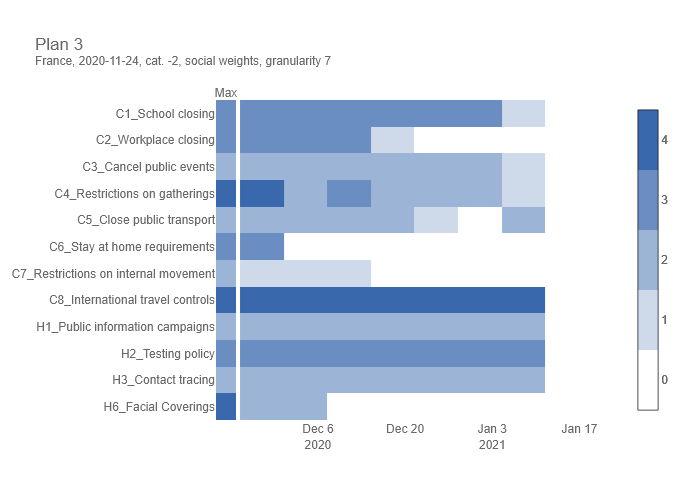 Plan 3
France, 2020-11-24, cat. -2, social weights, granularity 7
Max
C1_School closing
C2_Workplace closing
C3_Cancel public events
C4_Restrictions on gatherings
C5_Close public transport
C6_Stay at home requirements
C7_Restrictions on internal movement
C8_International travel controls
H1_Public information campaigns
H2_Testing policy
H3_Contact tracing
H6_Facial Coverings
Dec 6 Dec 20 Jan 3 Jan 17
2020 2021
4
3
2
1
0